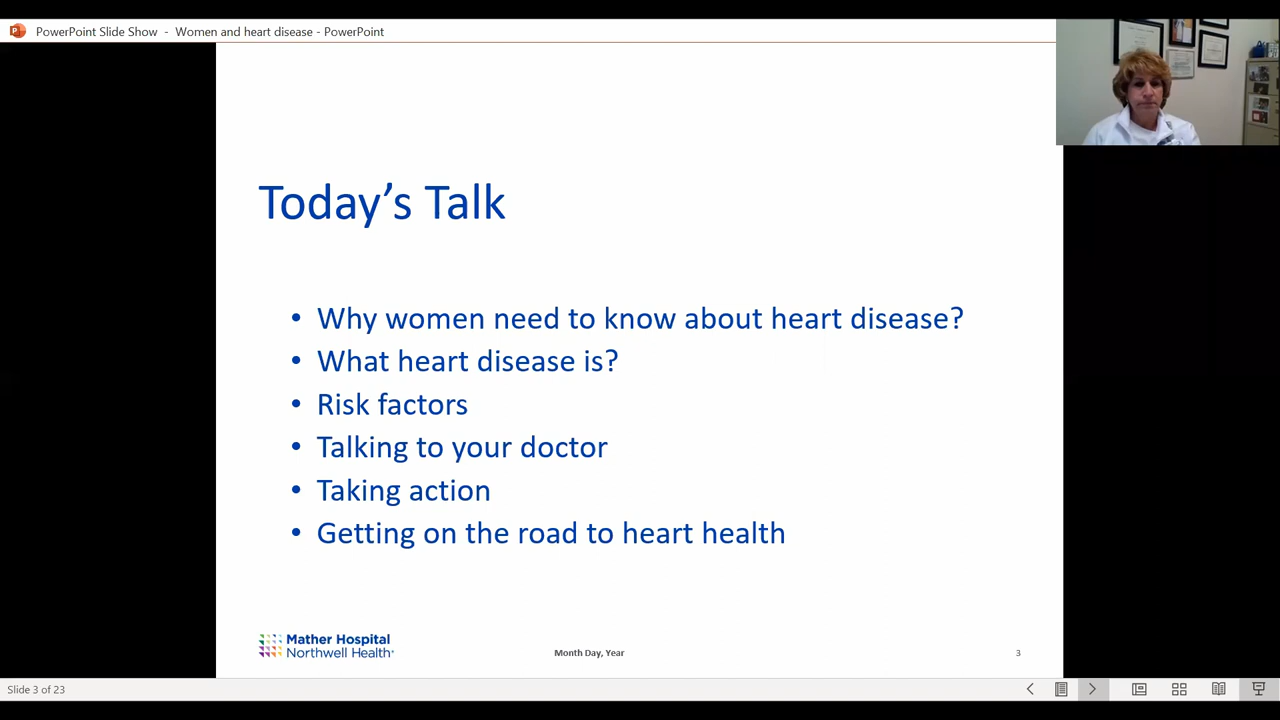 PowerPoint Slide Show - Women and heart disease - PowerPoint
Today's Talk
• Why women need to know about heart disease?
• What heart disease is?
• Risk factors
• Talking to your doctor
• Taking action
• Getting on the road to heart health
Mather Hospital
Northwell Health
Month Day, Year
3
Slide 3 of 23